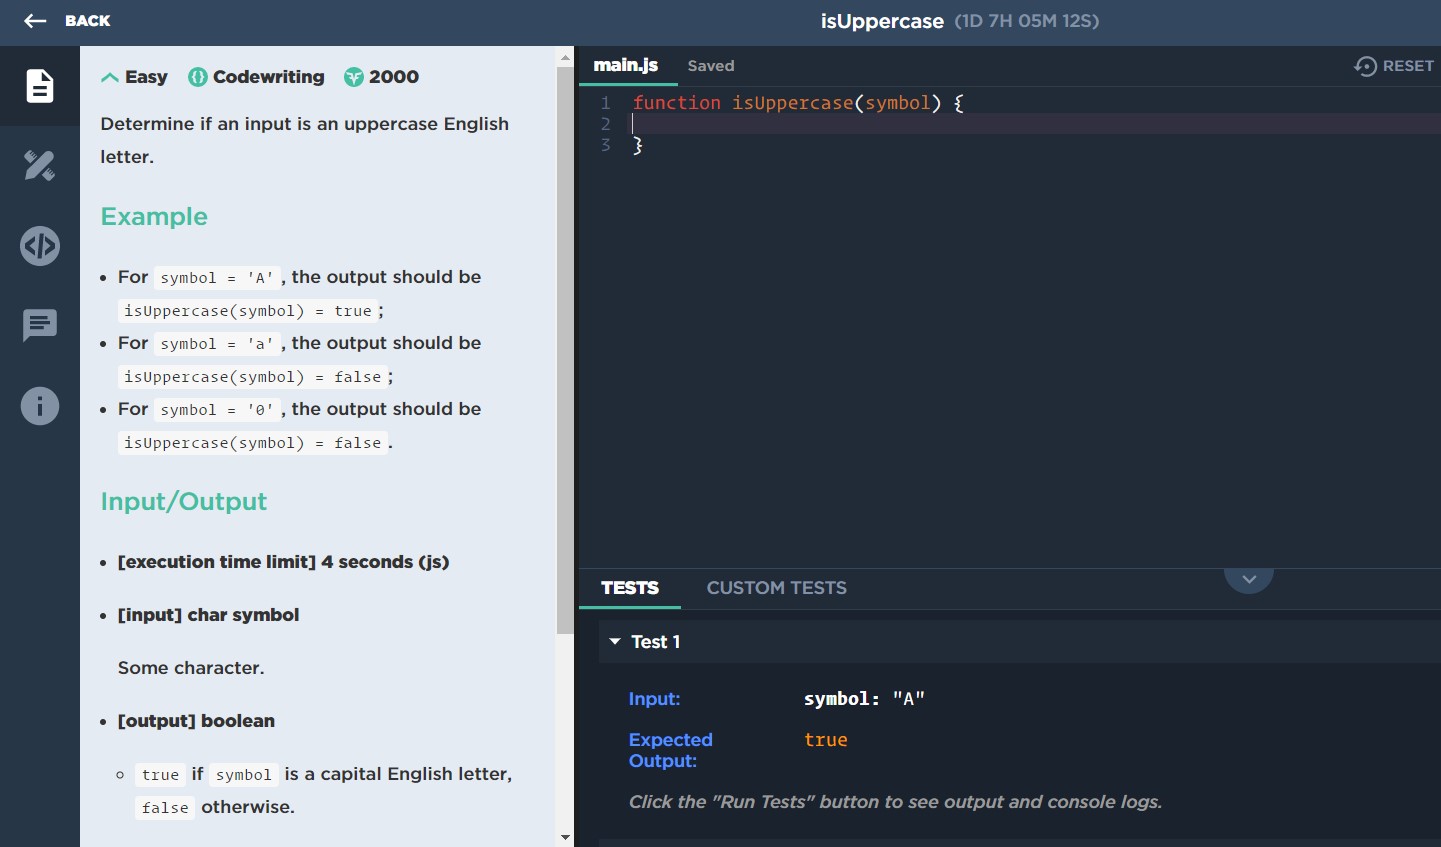 BACK
isUppercase (1D 7H 05M 12S)
Easy Codewriting 2000
Determine if an input is an uppercase English
letter.
Example
• For symbol = 'A', the output should be
isUppercase(symbol) = true;
• For symbol = 'a', the output should be
isUppercase(symbol) = false;
• For symbol = '0', the output should be
isUppercase(symbol) = false.
Input/Output
• [execution time limit] 4 seconds (js)
• [input] char symbol
Some character.
• [output] boolean
true if symbol is a capital English letter,
false otherwise.
main.js Saved RESET
1 function isUppercase(symbol) {
2
3 }
TESTS CUSTOM TESTS
Test 1
Input: symbol: "A"
Expected true
Output:
Click the "Run Tests" button to see output and console logs.